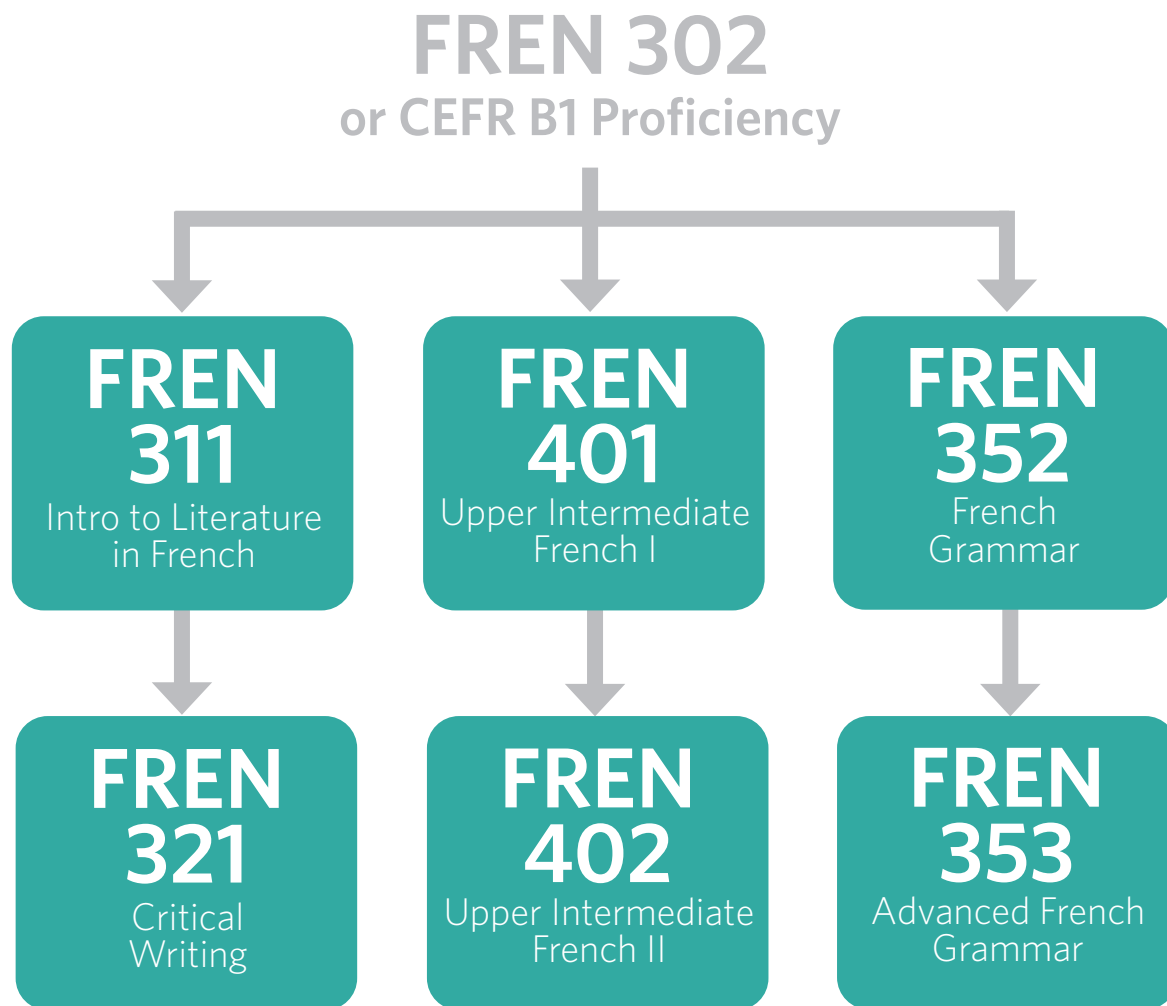 FREN 302
or CEFR B1 Proficiency
FREN
311
Intro to Literature
in French
FREN
401
Upper Intermediate
French I
FREN
352
French
Grammar
FREN
321
Critical
Writing
FREN
402
Upper Intermediate
French II
FREN
353
Advanced French
Grammar